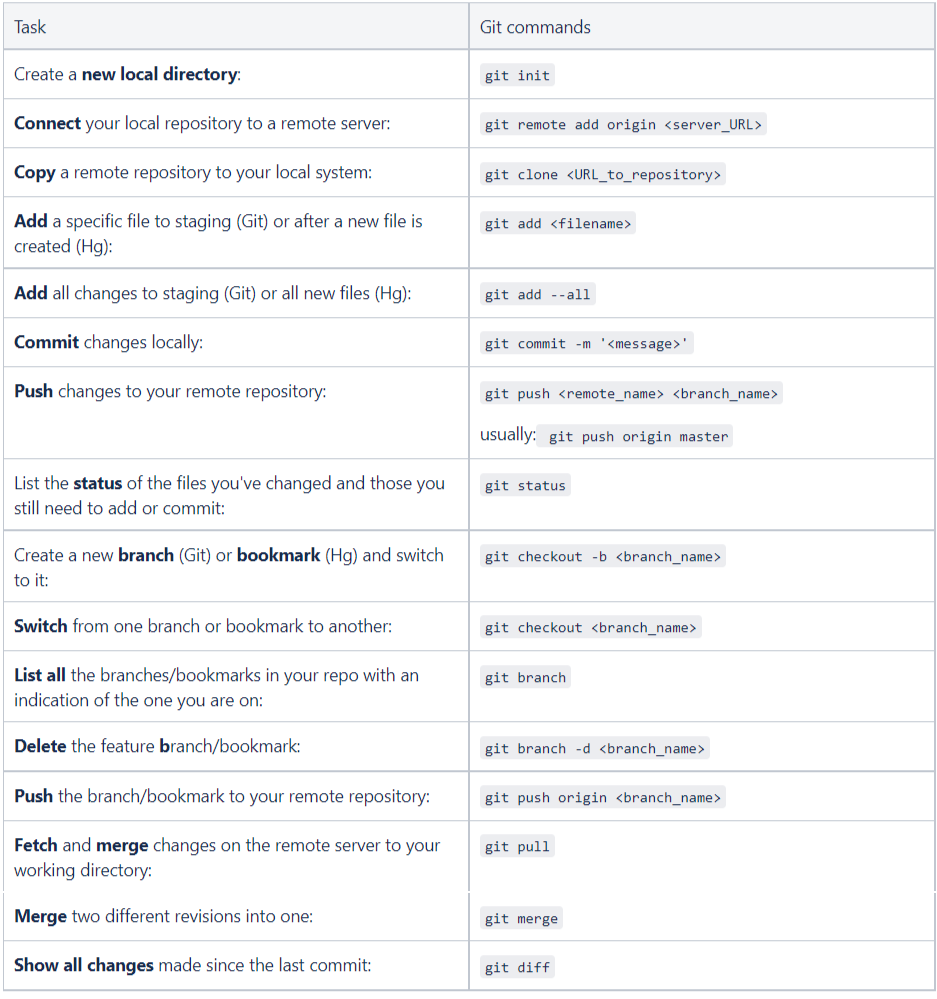 Task
Git commands
Create a new local directory:
git init
Connect your local repository to a remote server:
git remote add origin <server_URL>
Copy a remote repository to your local system:
git clone <URL_to_repository>
Add a specific file to staging (Git) or after a new file is
created (Hg):
git add <filename>
Add all changes to staging (Git) or all new files (Hg):
git add --all
Commit changes locally:
git commit -m '<message>'
Push changes to your remote repository:
git push <remote_name> <branch_name>
usually: git push origin master
List the status of the files you've changed and those you
still need to add or commit:
git status
Create a new branch (Git) or bookmark (Hg) and switch
to it:
git checkout -b <branch_name>
Switch from one branch or bookmark to another:
git checkout <branch_name>
List all the branches/bookmarks in your repo with an
indication of the one you are on:
git branch
Delete the feature branch/bookmark:
git branch -d <branch_name>
Push the branch/bookmark to your remote repository:
git push origin <branch_name>
Fetch and merge changes on the remote server to your
working directory:
git pull
Merge two different revisions into one:
git merge
Show all changes made since the last commit:
git diff